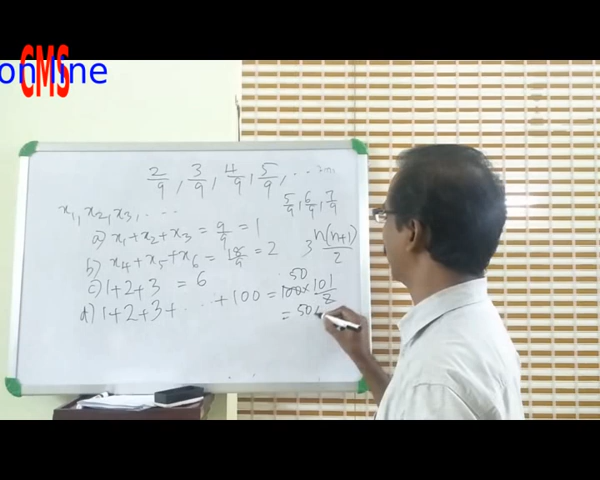 CMS
online
2/9, 3/9, 4/9, 5/9, ...
5/9, 6/9, 7/9
x₁, x₂, x₃, ...
a) x₁+x₂+x₃ = 9/9 = 1
b) x₄+x₅+x₆ = 18/9 = 2
n(n+1)/2
c) 1+2+3 = 6
50
d) 1+2+3+ ... +100 = 100×101/2
= 50